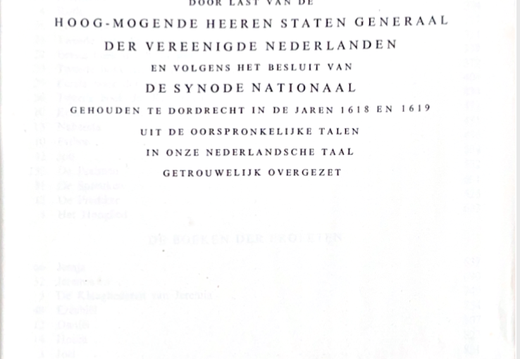 DOOR LAST VAN DE
HOOG-MOGENDE HEEREN STATEN GENERAAL
DER VEREENIGDE NEDERLANDEN
EN VOLGENS HET BESLUIT VAN
DE SYNODE NATIONAAL
GEHOUDEN TE DORDRECHT IN DE JAREN 1618 EN 1619
UIT DE OORSPRONKELIJKE TALEN
IN ONZE NEDERLANDSCHE TAAL
GETROUWELIJK OVERGEZET